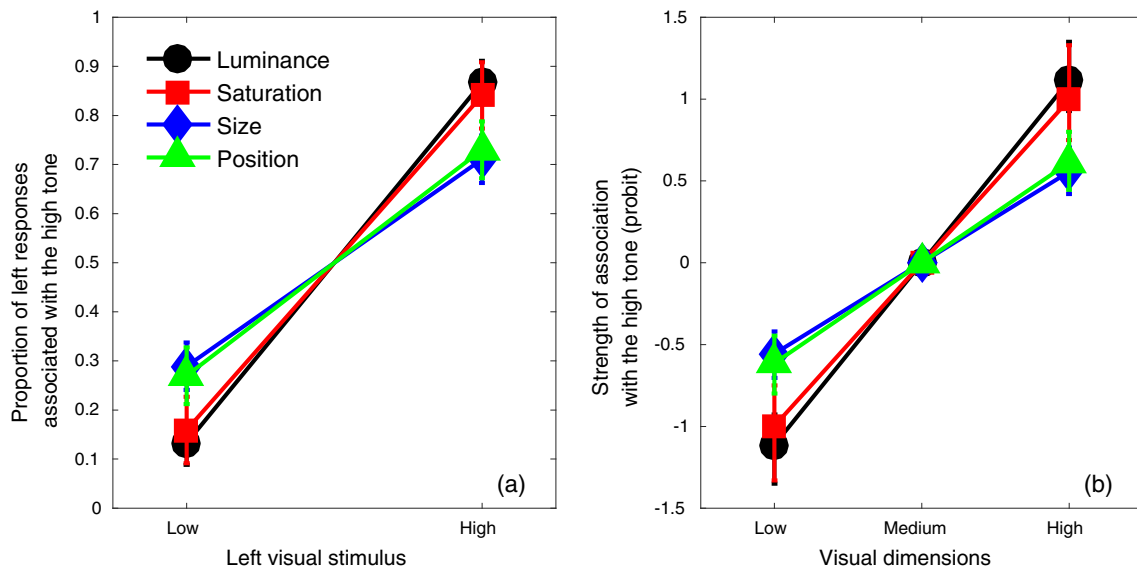 Proportion of left responses
associated with the high tone
1
0.9
0.8
0.7
0.6
0.5
0.4
0.3
0.2
0.1
0
Luminance
Saturation
Size
Position
(a)
Low
High
Left visual stimulus
Strength of association
with the high tone (probit)
1.5
1
0.5
0
-0.5
-1
-1.5
(b)
Low
Medium
High
Visual dimensions